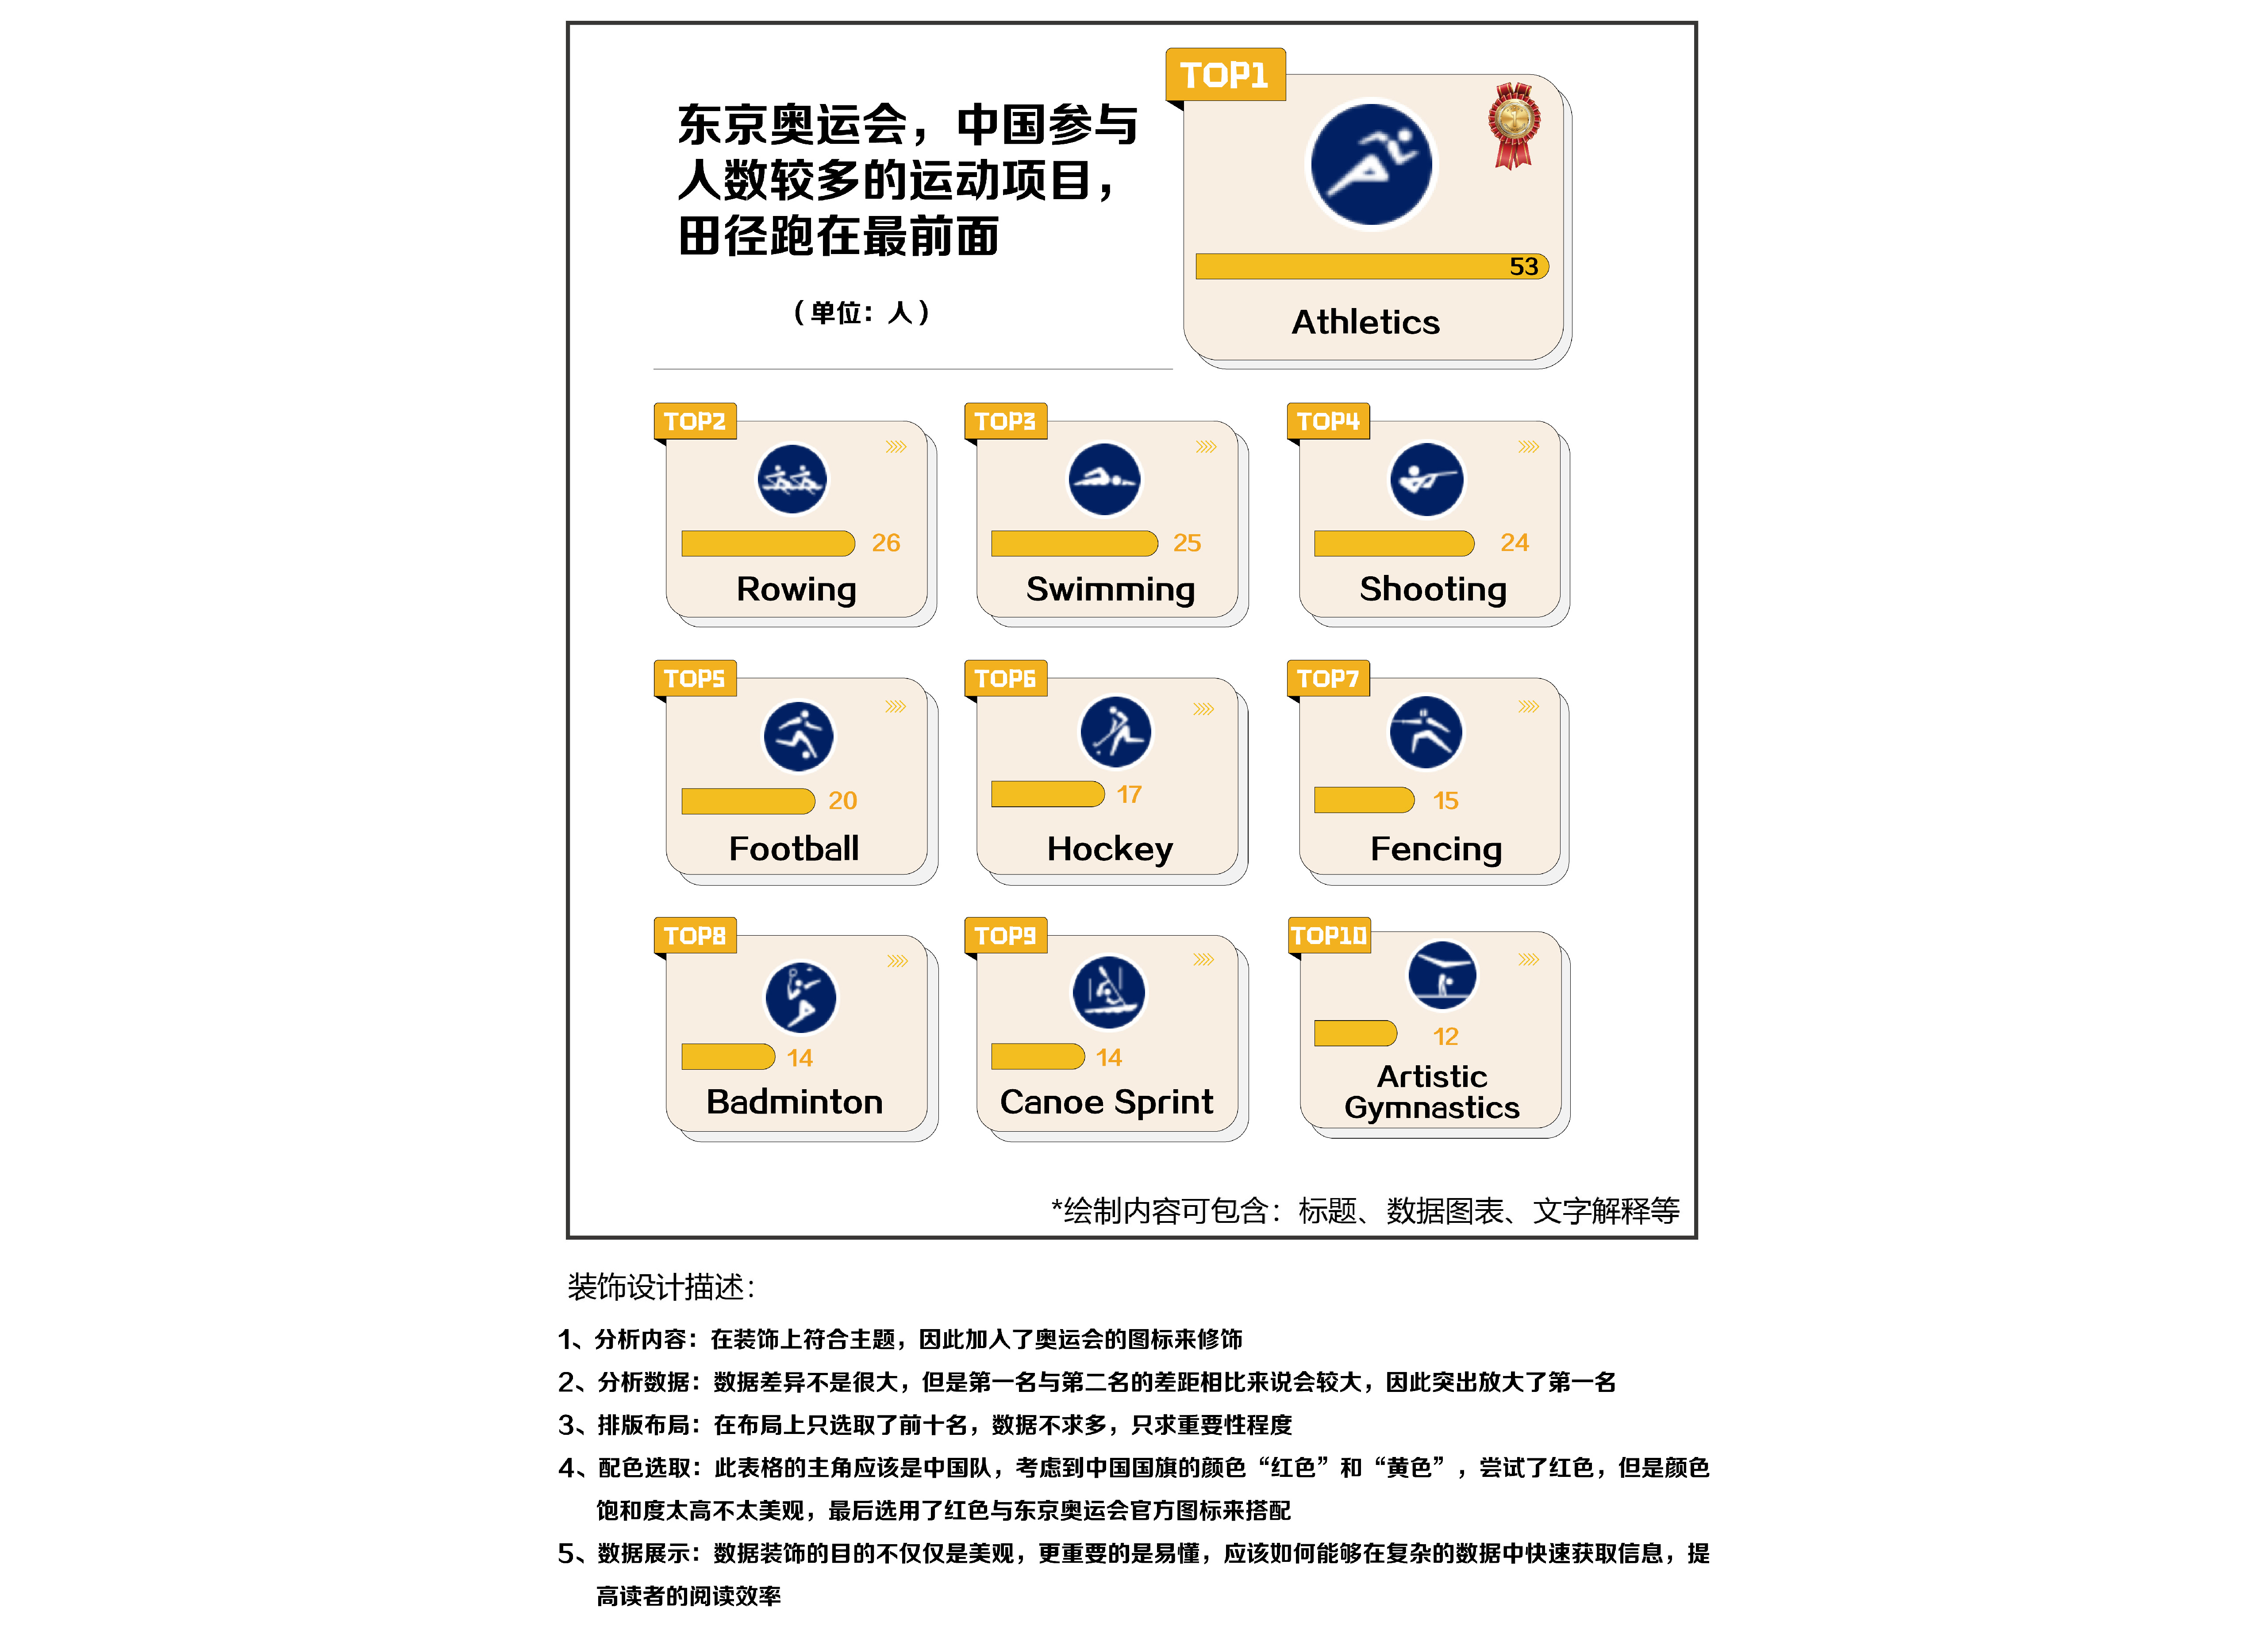 东京奥运会，中国参与
人数较多的运动项目，
田径跑在最前面
（单位：人）
TOP1
53
Athletics
TOP2
26
Rowing
TOP3
25
Swimming
TOP4
24
Shooting
TOP5
20
Football
TOP6
17
Hockey
TOP7
15
Fencing
TOP8
14
Badminton
TOP9
14
Canoe Sprint
TOP10
12
Artistic
Gymnastics
*绘制内容可包含：标题、数据图表、文字解释等
装饰设计描述：
1、分析内容：在装饰上符合主题，因此加入了奥运会的图标来修饰
2、分析数据：数据差异不是很大，但是第一名与第二名的差距相比来说会较大，因此突出放大了第一名
3、排版布局：在布局上只选取了前十名，数据不求多，只求重要性程度
4、配色选取：此表格的主角应该是中国队，考虑到中国国旗的颜色“红色”和“黄色”，尝试了红色，但是颜色
饱和度太高不太美观，最后选用了红色与东京奥运会官方图标来搭配
5、数据展示：数据装饰的目的不仅仅是美观，更重要的是易懂，应该如何能够在复杂的数据中快速获取信息，提
高读者的阅读效率